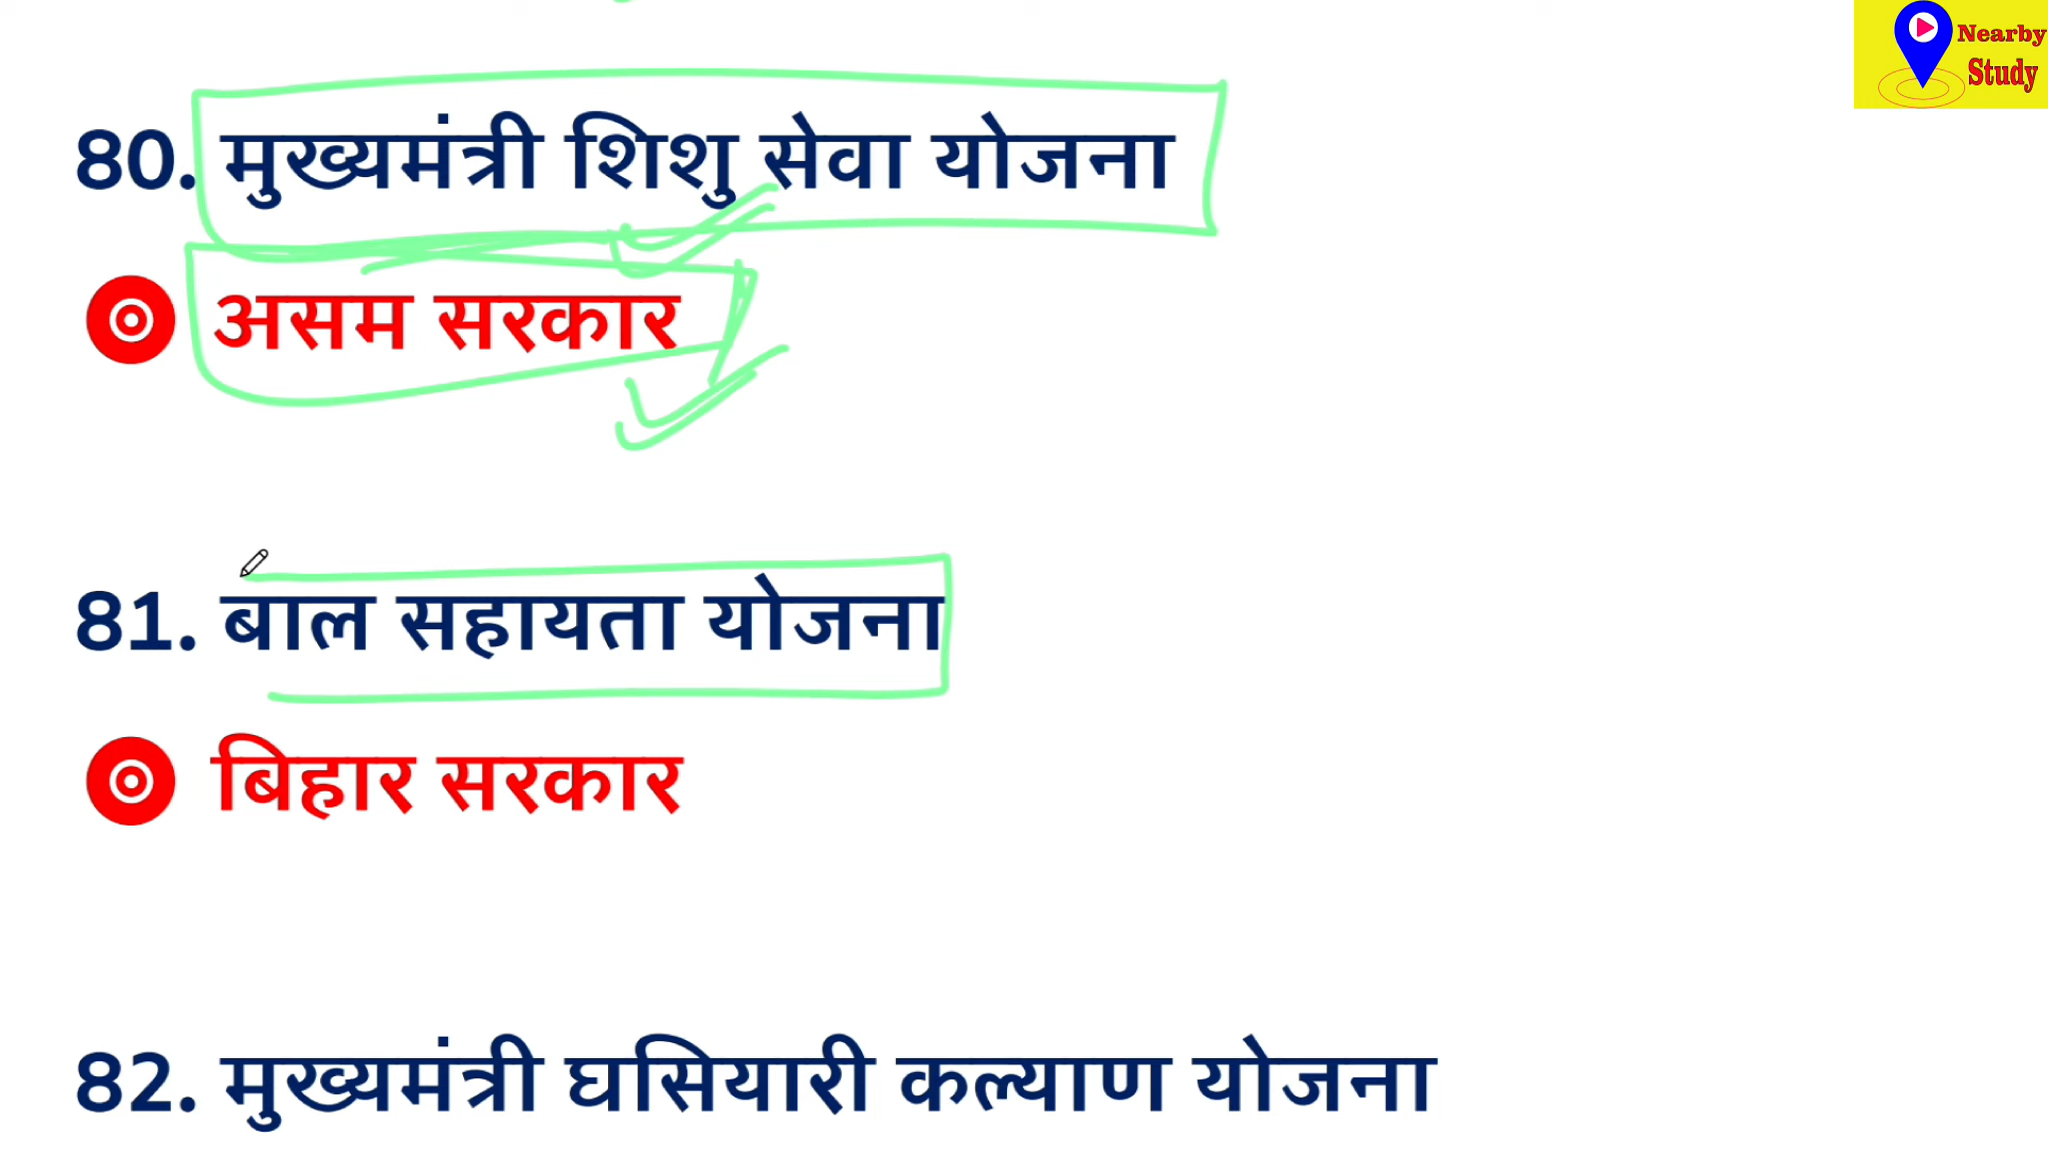 Nearby
Study
80. मुख्यमंत्री शिशु सेवा योजना
असम सरकार
81. बाल सहायता योजना
बिहार सरकार
82. मुख्यमंत्री घसियारी कल्याण योजना